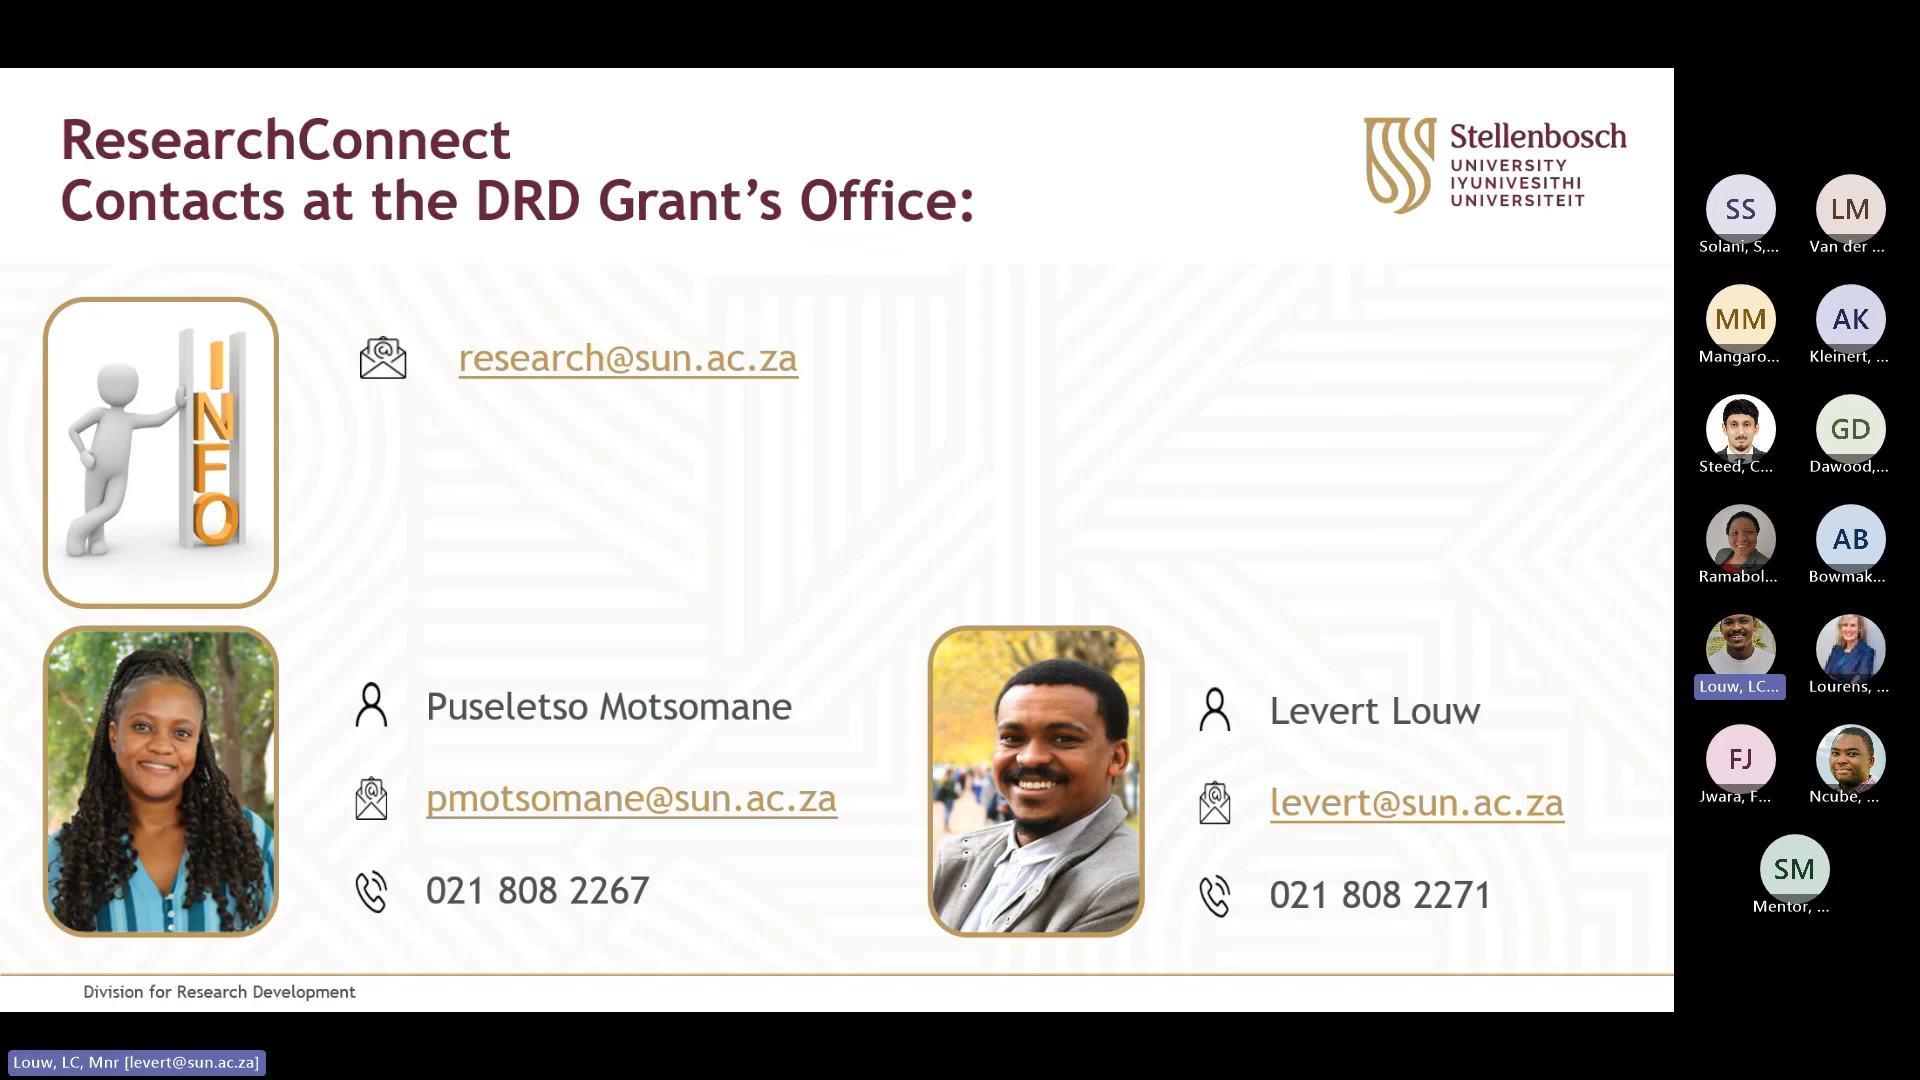 ResearchConnect
Contacts at the DRD Grant's Office:
Stellenbosch
UNIVERSITY
IYUNIVESITHI
UNIVERSITEIT
INFO
research@sun.ac.za
Puseletso Motsomane
pmotsomane@sun.ac.za
021 808 2267
Levert Louw
levert@sun.ac.za
021 808 2271
Division for Research Development
SS
Solani, S,...
LM
Van der ...
MM
Mangaro...
AK
Kleinert, ...
Steed, C...
GD
Dawood,...
Ramabol...
AB
Bowmak...
Louw, LC...
Lourens, ...
FJ
Jwara, F...
Ncube, ...
SM
Mentor, ...
Louw, LC, Mnr [levert@sun.ac.za]